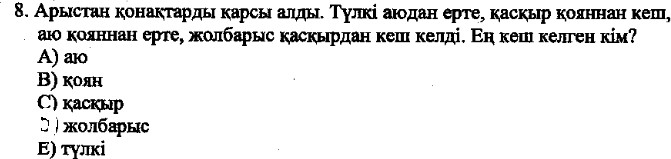 8. Арыстан қонақтарды қарсы алды. Түлкі аюдан ерте, қасқыр қояннан кеш,
аю қояннан ерте, жолбарыс қасқырдан кеш келді. Ең кеш келген кім?
A) аю
B) қоян
C) қасқыр
) жолбарыс
E) түлкі